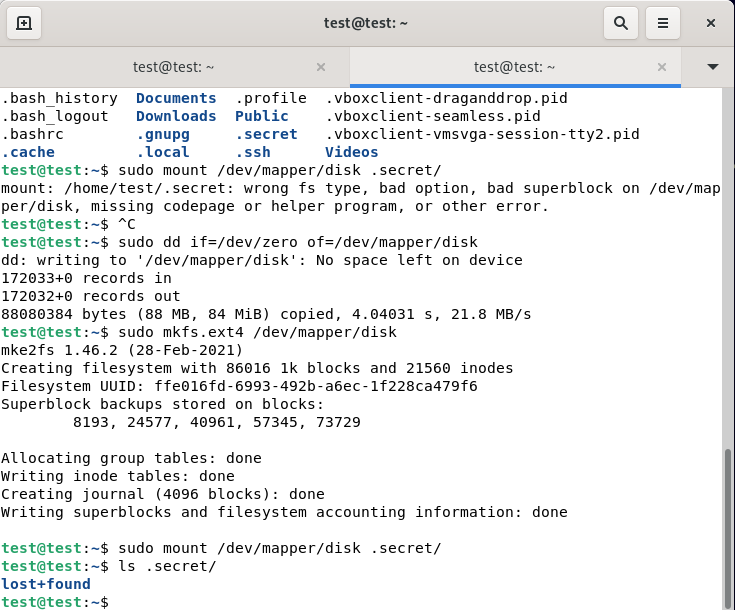 test@test: ~
test@test: ~ test@test: ~
.bash_history Documents .profile .vboxclient-draganddrop.pid
.bash_logout Downloads Public .vboxclient-seamless.pid
.bashrc .gnupg .secret .vboxclient-vmsvga-session-tty2.pid
.cache .local .ssh Videos
test@test:~$ sudo mount /dev/mapper/disk .secret/
mount: /home/test/.secret: wrong fs type, bad option, bad superblock on /dev/map
per/disk, missing codepage or helper program, or other error.
test@test:~$ ^C
test@test:~$ sudo dd if=/dev/zero of=/dev/mapper/disk
dd: writing to '/dev/mapper/disk': No space left on device
172033+0 records in
172032+0 records out
88080384 bytes (88 MB, 84 MiB) copied, 4.04031 s, 21.8 MB/s
test@test:~$ sudo mkfs.ext4 /dev/mapper/disk
mke2fs 1.46.2 (28-Feb-2021)
Creating filesystem with 86016 1k blocks and 21560 inodes
Filesystem UUID: ffe016fd-6993-492b-a6ec-1f228ca479f6
Superblock backups stored on blocks:
8193, 24577, 40961, 57345, 73729
Allocating group tables: done
Writing inode tables: done
Creating journal (4096 blocks): done
Writing superblocks and filesystem accounting information: done
test@test:~$ sudo mount /dev/mapper/disk .secret/
test@test:~$ ls .secret/
lost+found
test@test:~$